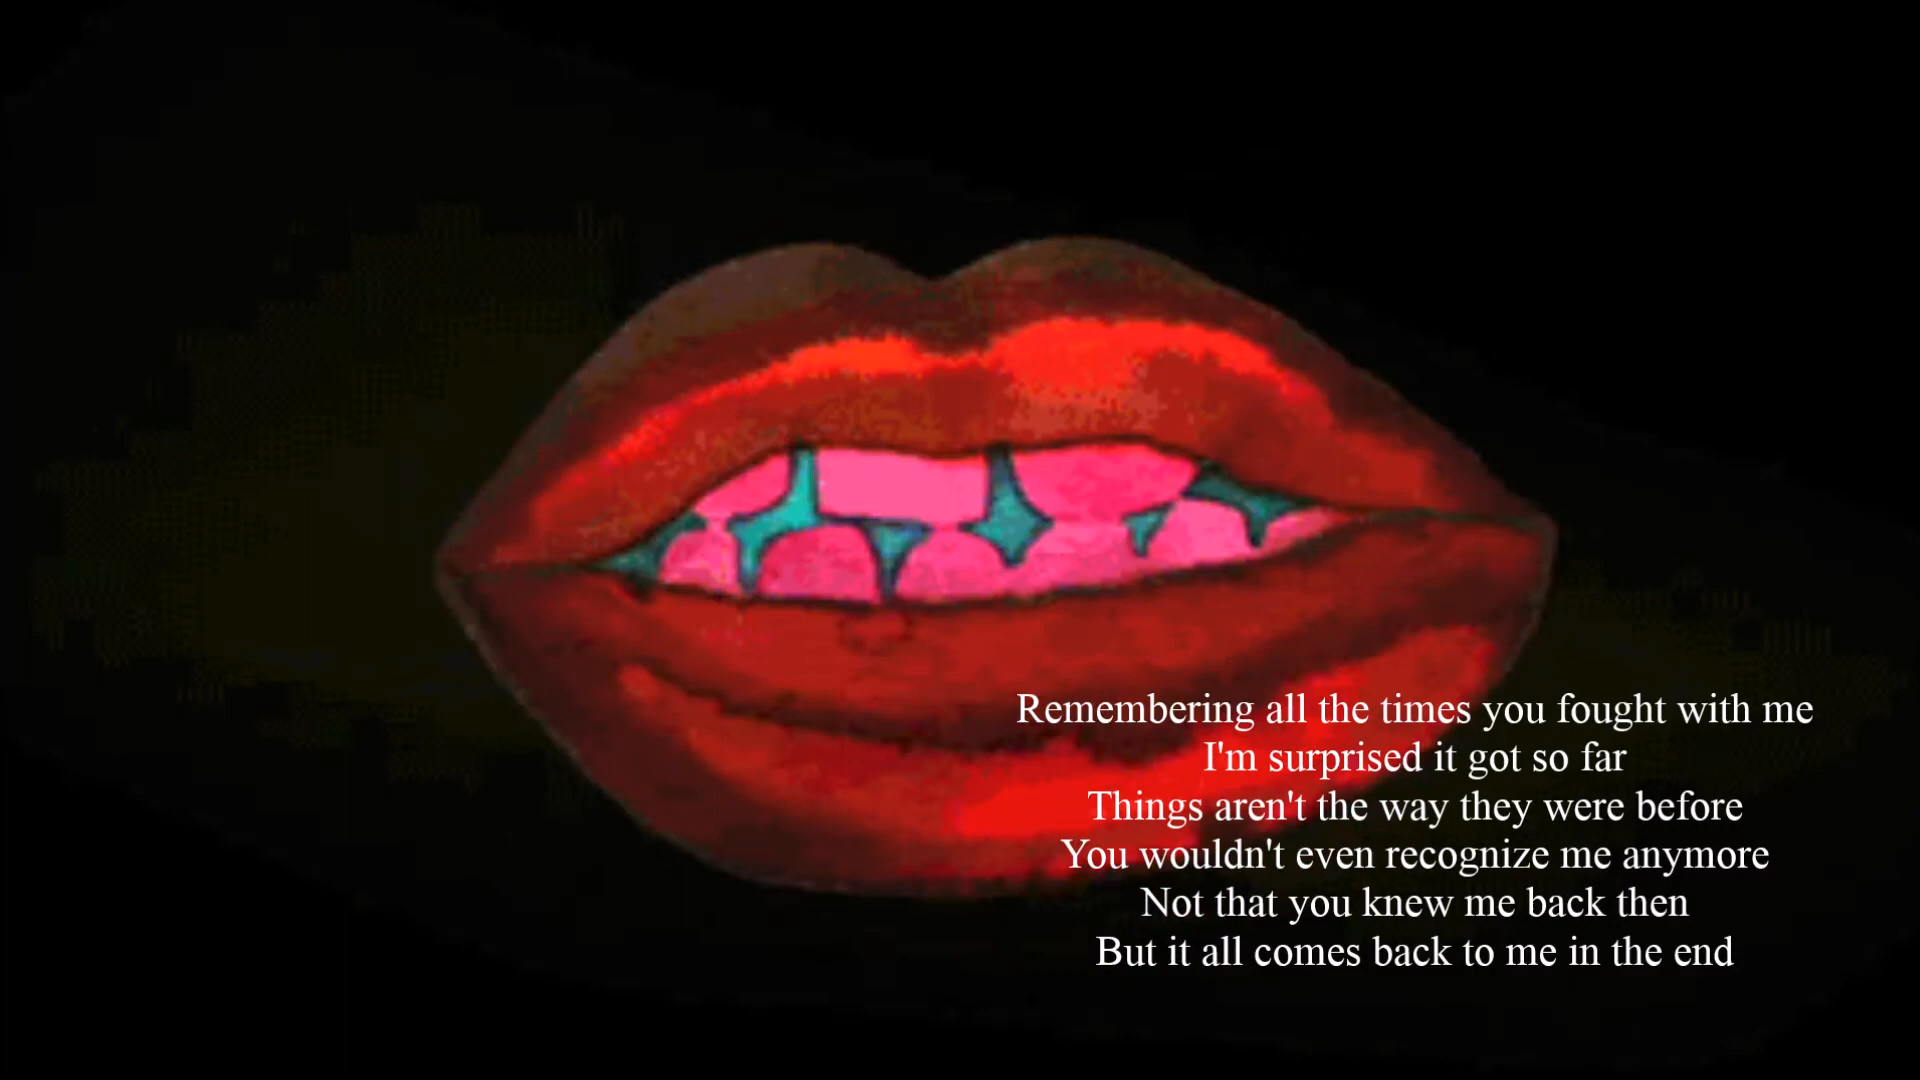 Remembering all the times you fought with me
I'm surprised it got so far
Things aren't the way they were before
You wouldn't even recognize me anymore
Not that you knew me back then
But it all comes back to me in the end